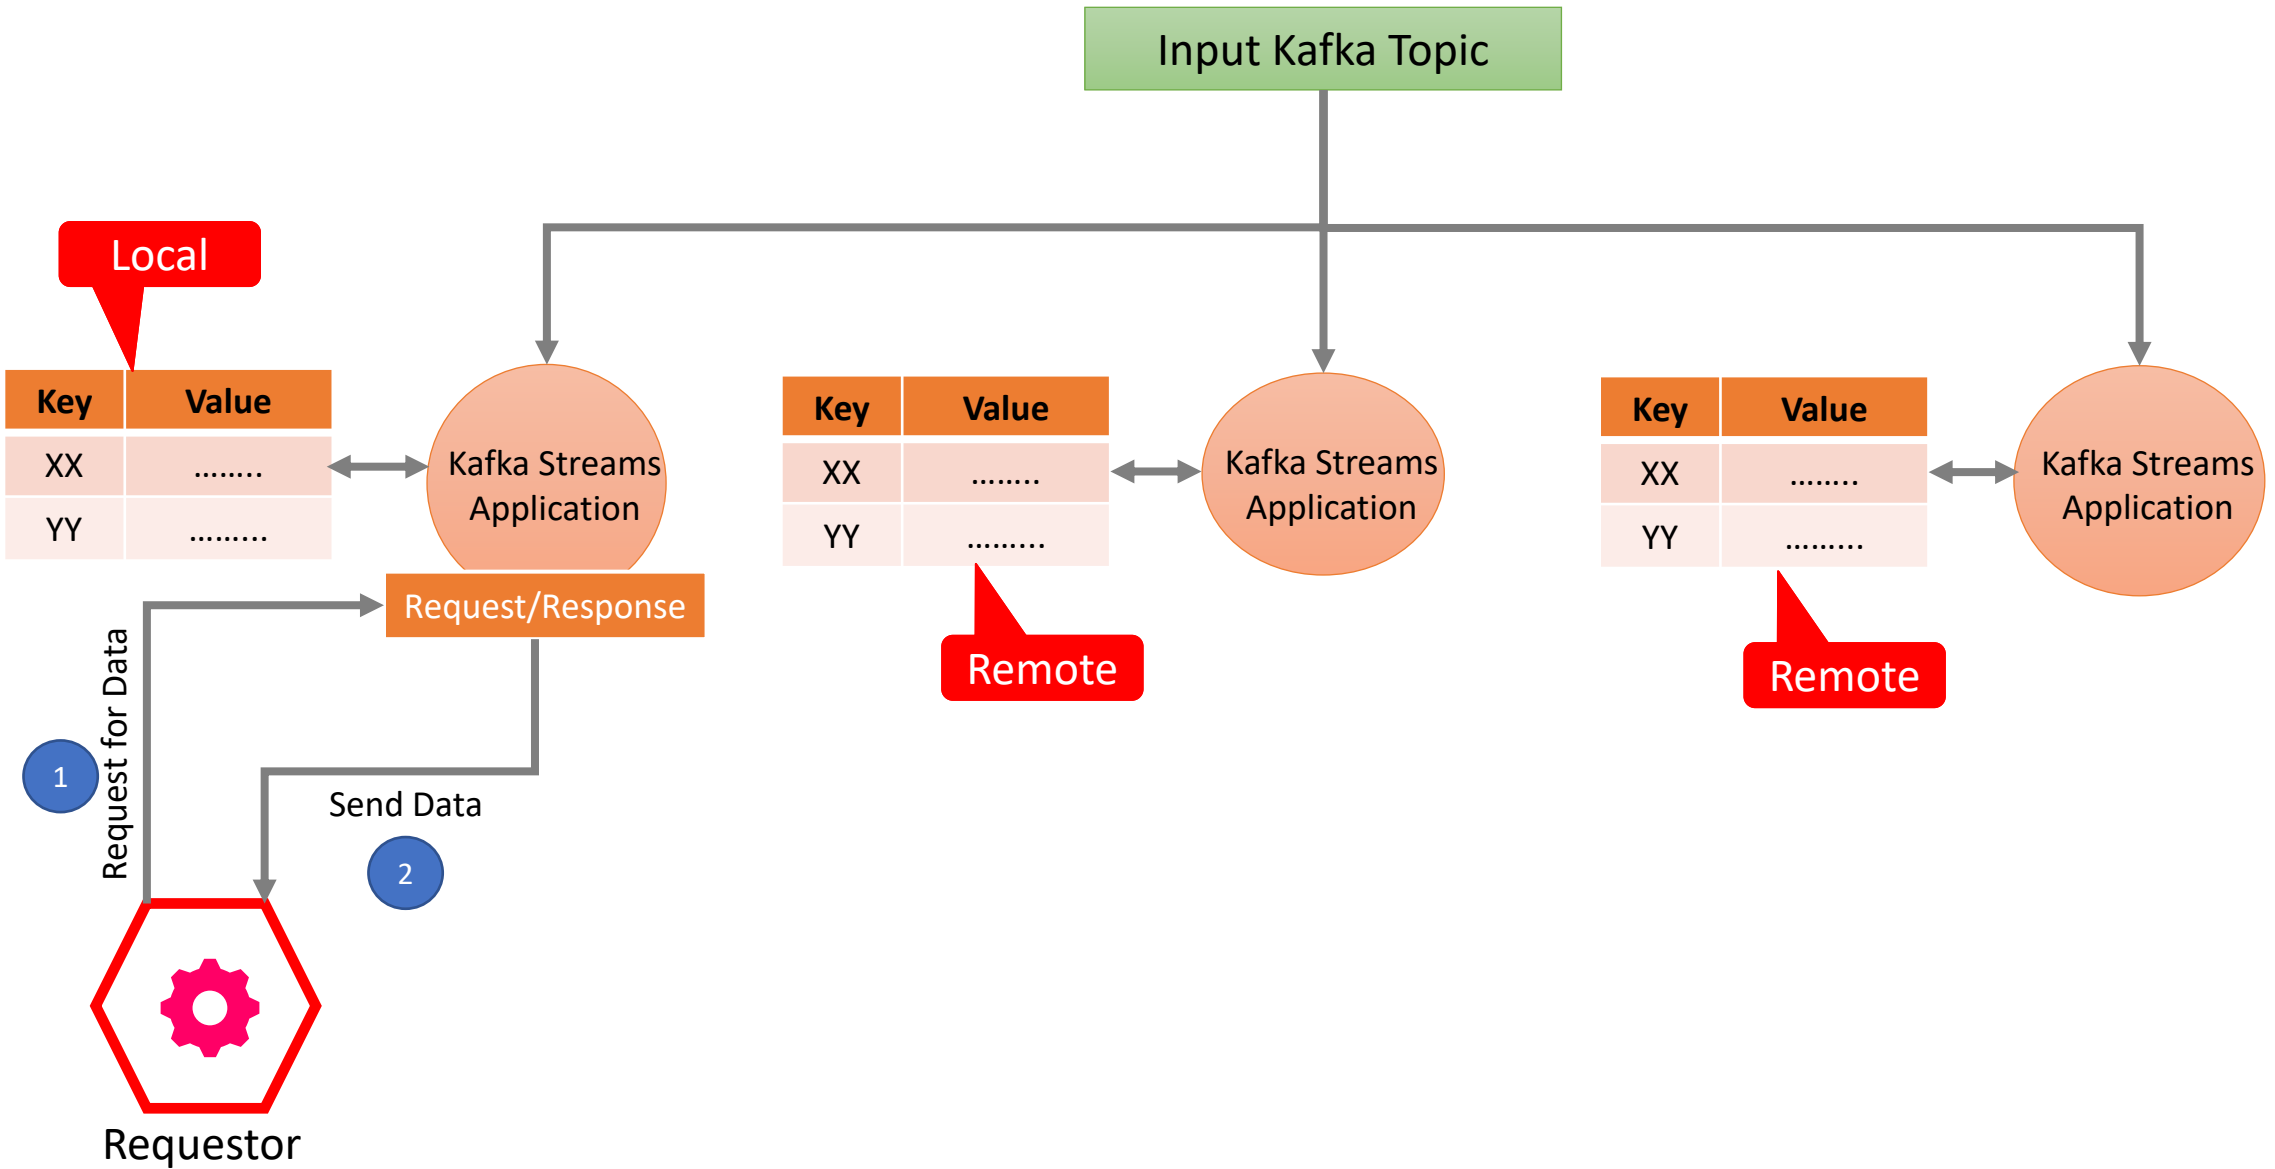 Input Kafka Topic
Local
Key Value
XX ........
YY .........
Kafka Streams
Application
Request/Response
Key Value
XX ........
YY .........
Kafka Streams
Application
Remote
Key Value
XX ........
YY .........
Kafka Streams
Application
Remote
1
Request for Data
Send Data
2
Requestor